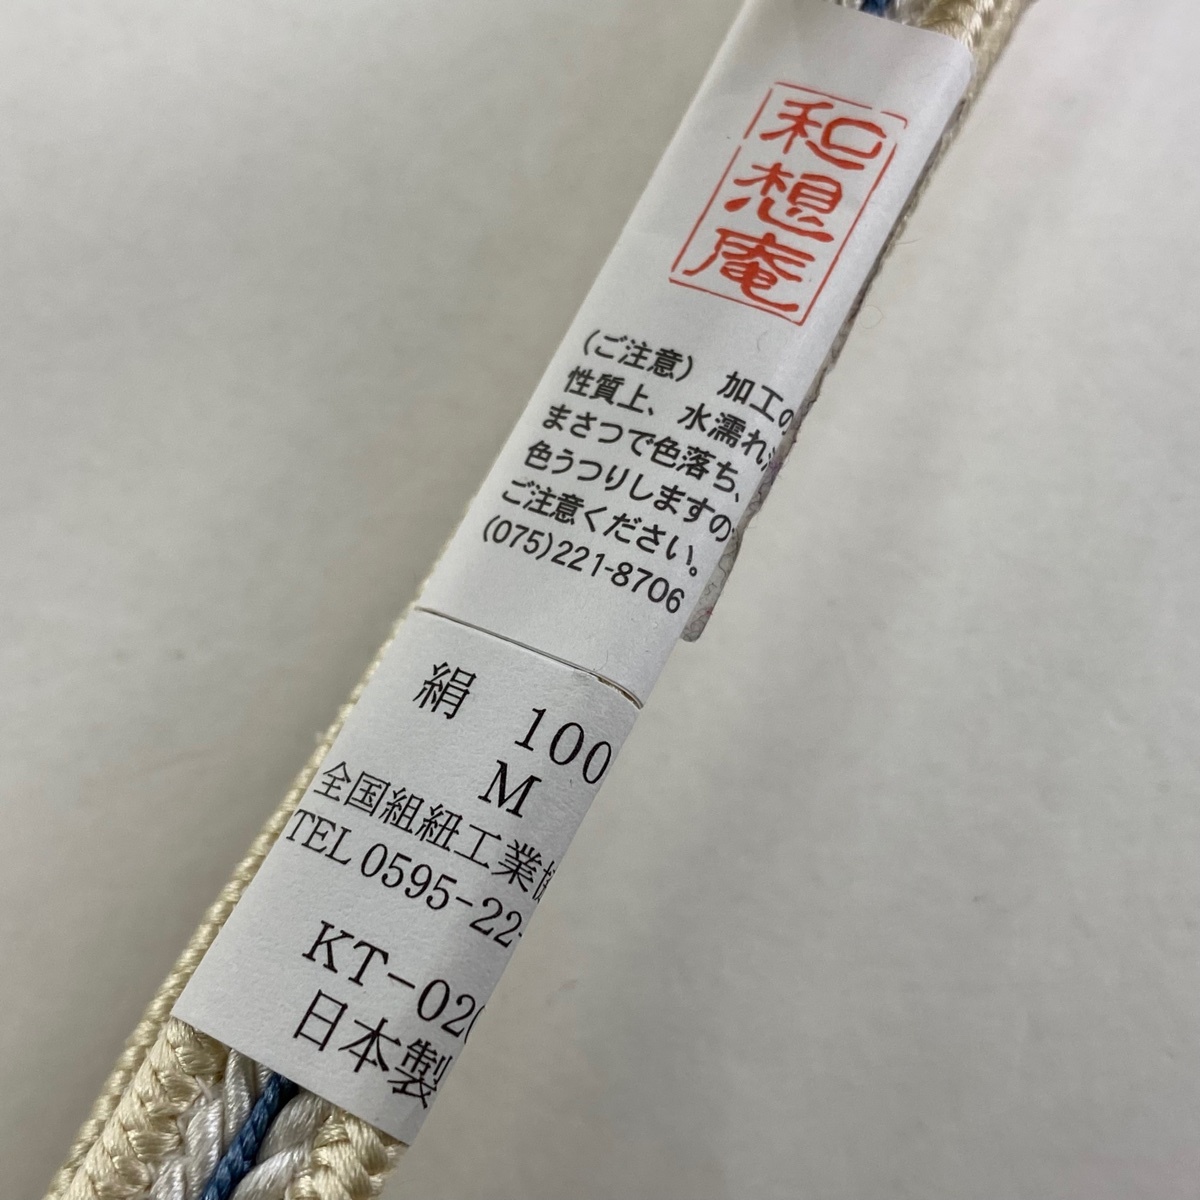 和想庵
(ご注意) 加工の
性質上、水濡れ
まさつで色落ち、
色うつりしますの
ご注意ください。
(075)221-8706
絹 100
M
全国組紐工業
TEL 0595-22-
KT-02
日本製